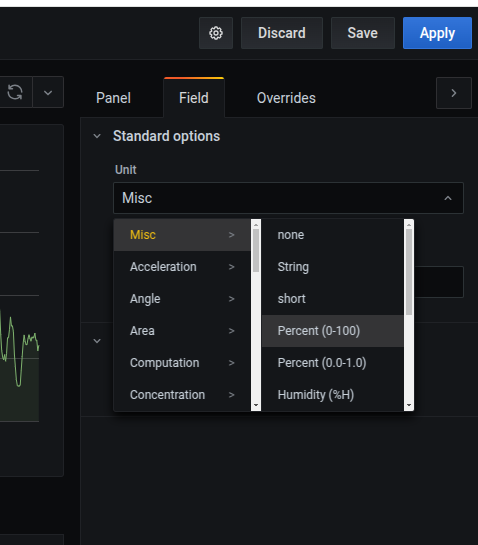 Discard Save Apply
Panel Field Overrides
Standard options
Unit
Misc
Misc > none
Acceleration > String
Angle > short
Area > Percent (0-100)
Computation > Percent (0.0-1.0)
Concentration > Humidity (%H)